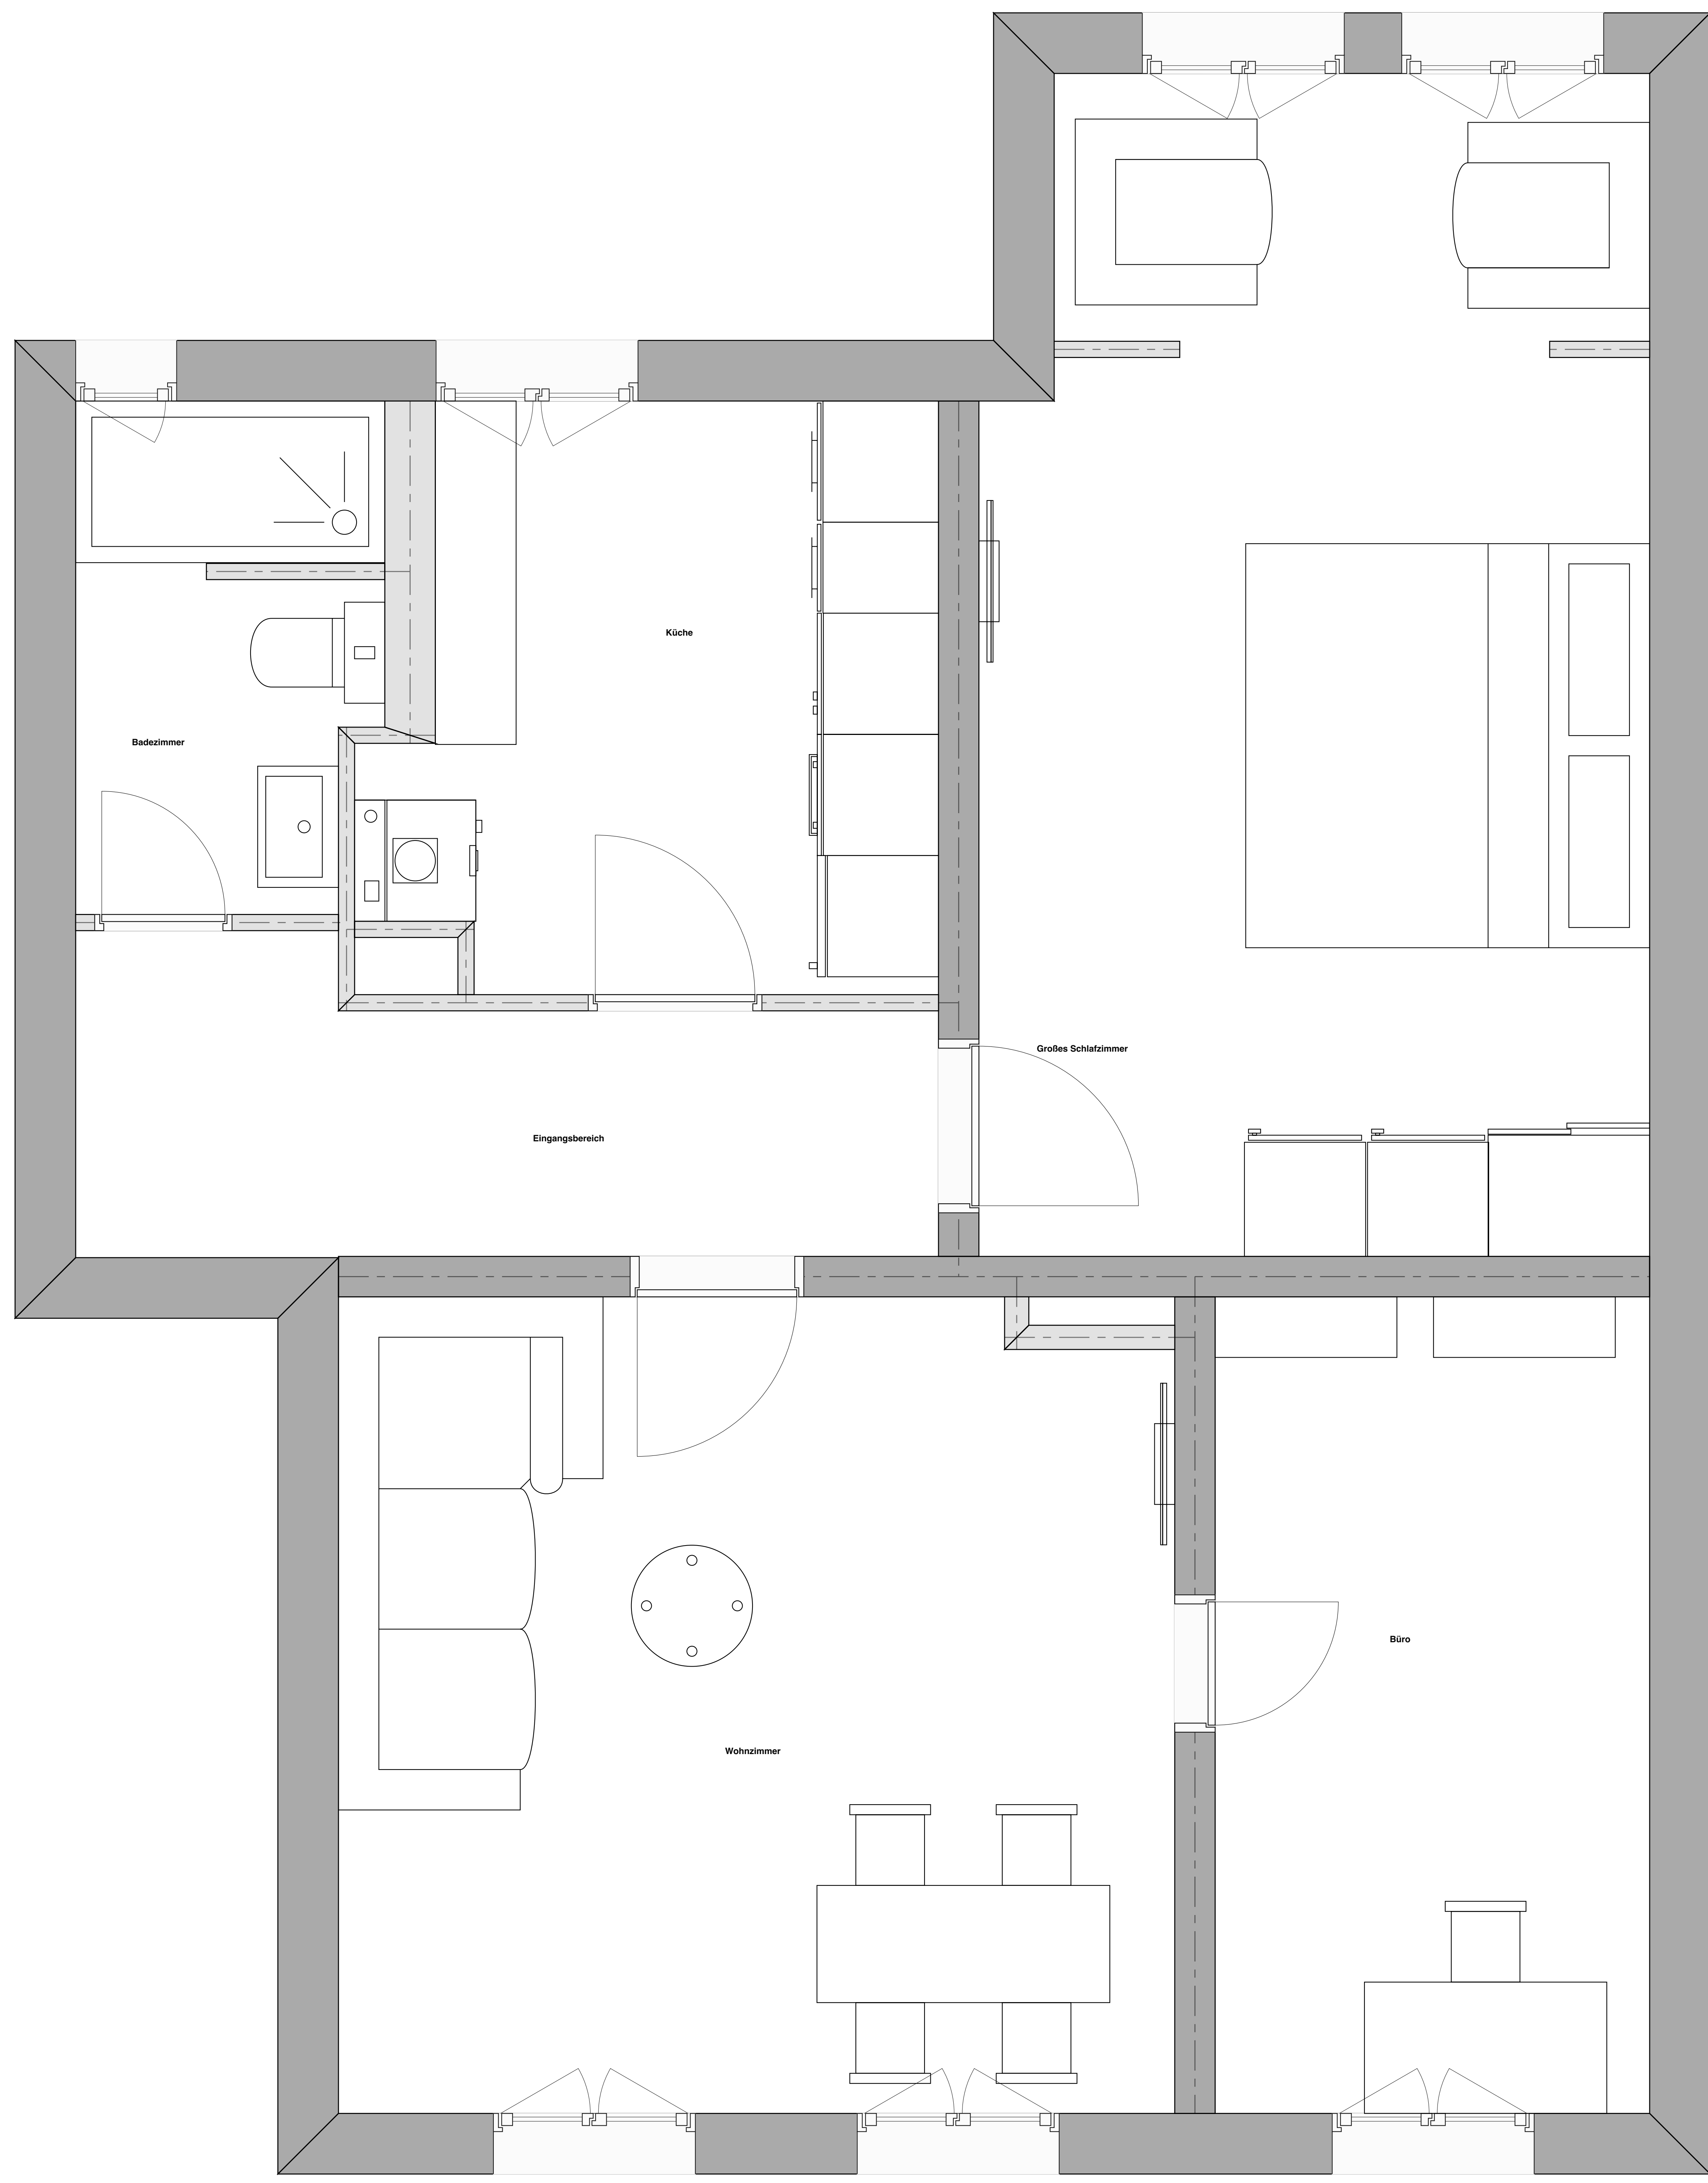 Küche
Badezimmer
Großes Schlafzimmer
Eingangsbereich
Büro
Wohnzimmer